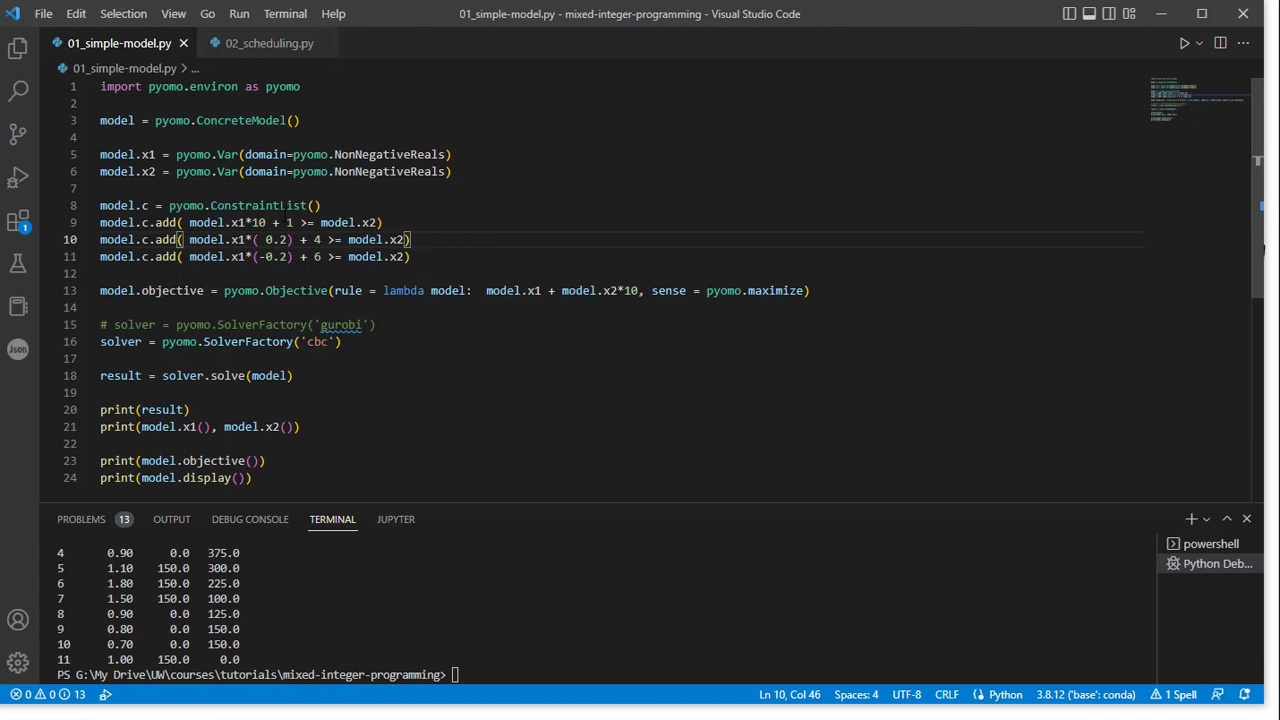 File Edit Selection View Go Run Terminal Help 01_simple-model.py - mixed-integer-programming - Visual Studio Code
01_simple-model.py 02_scheduling.py
01_simple-model.py > ...
1 import pyomo.environ as pyomo
2
3 model = pyomo.ConcreteModel()
4
5 model.x1 = pyomo.Var(domain=pyomo.NonNegativeReals)
6 model.x2 = pyomo.Var(domain=pyomo.NonNegativeReals)
7
8 model.c = pyomo.ConstraintList()
9 model.c.add( model.x1*10 + 1 >= model.x2)
10 model.c.add( model.x1*( 0.2) + 4 >= model.x2)
11 model.c.add( model.x1*(-0.2) + 6 >= model.x2)
12
13 model.objective = pyomo.Objective(rule = lambda model:  model.x1 + model.x2*10, sense = pyomo.maximize)
14
15 # solver = pyomo.SolverFactory('gurobi')
16 solver = pyomo.SolverFactory('cbc')
17
18 result = solver.solve(model)
19
20 print(result)
21 print(model.x1(), model.x2())
22
23 print(model.objective())
24 print(model.display())
PROBLEMS 13 OUTPUT DEBUG CONSOLE TERMINAL JUPYTER
4 0.90 0.0 375.0
5 1.10 150.0 300.0
6 1.80 150.0 225.0
7 1.50 150.0 100.0
8 0.90 0.0 125.0
9 0.80 0.0 150.0
10 0.70 0.0 150.0
11 1.00 150.0 0.0
PS G:\My Drive\UW\courses\tutorials\mixed-integer-programming>
powershell
Python Deb...
1
Json
0 0 13 Ln 10, Col 46 Spaces: 4 UTF-8 CRLF Python 3.8.12 ('base': conda) 1 Spell